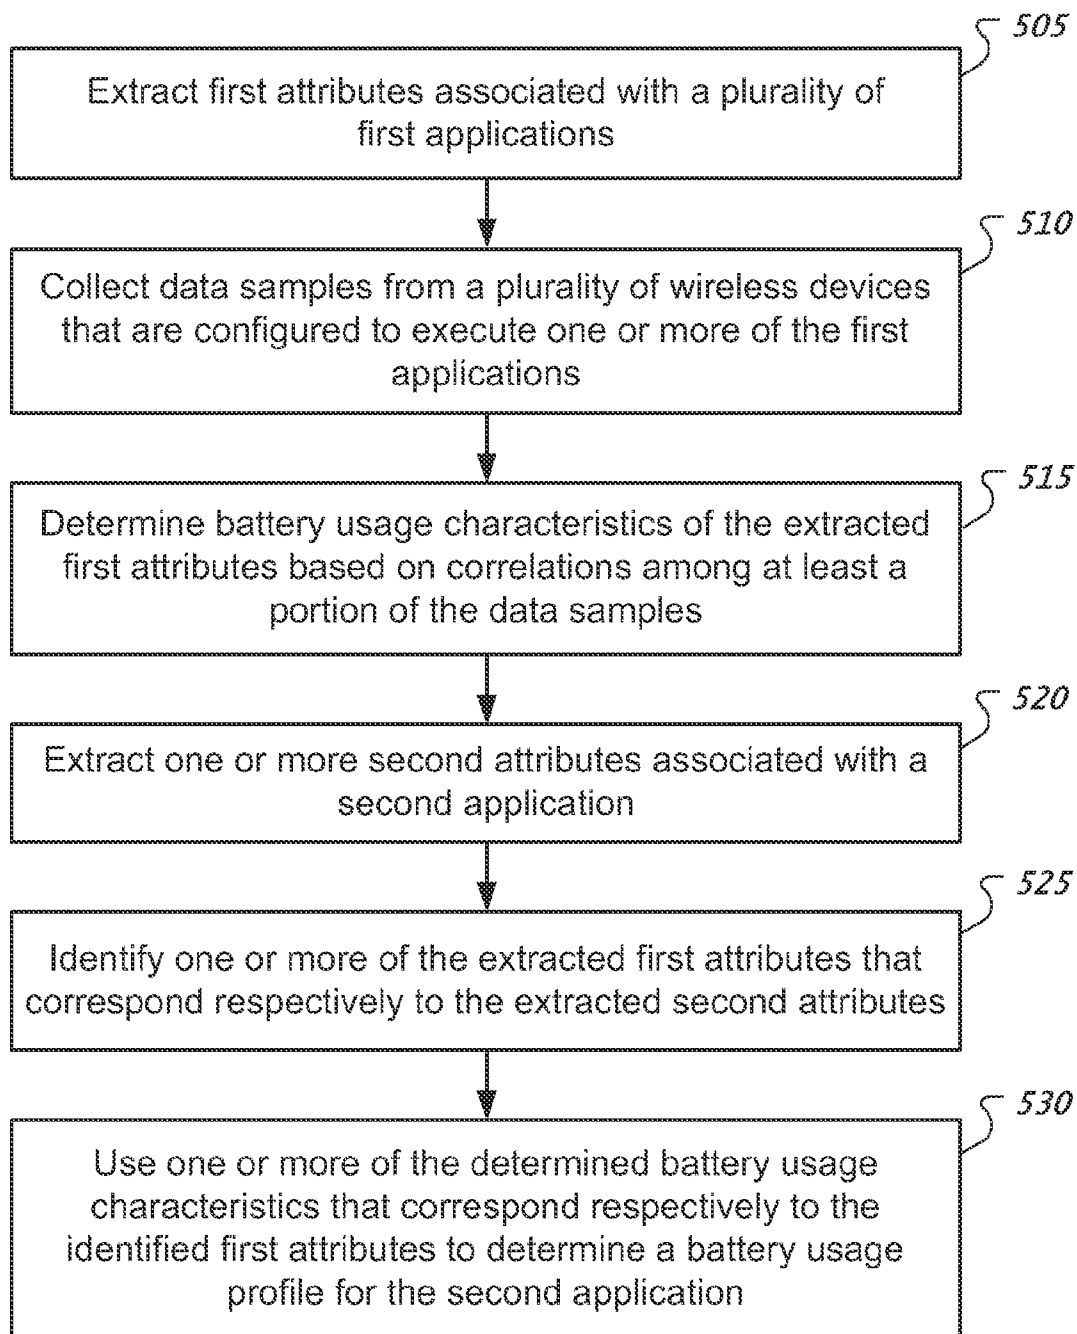 505
Extract first attributes associated with a plurality of
first applications
510
Collect data samples from a plurality of wireless devices
that are configured to execute one or more of the first
applications
515
Determine battery usage characteristics of the extracted
first attributes based on correlations among at least a
portion of the data samples
520
Extract one or more second attributes associated with a
second application
525
Identify one or more of the extracted first attributes that
correspond respectively to the extracted second attributes
530
Use one or more of the determined battery usage
characteristics that correspond respectively to the
identified first attributes to determine a battery usage
profile for the second application